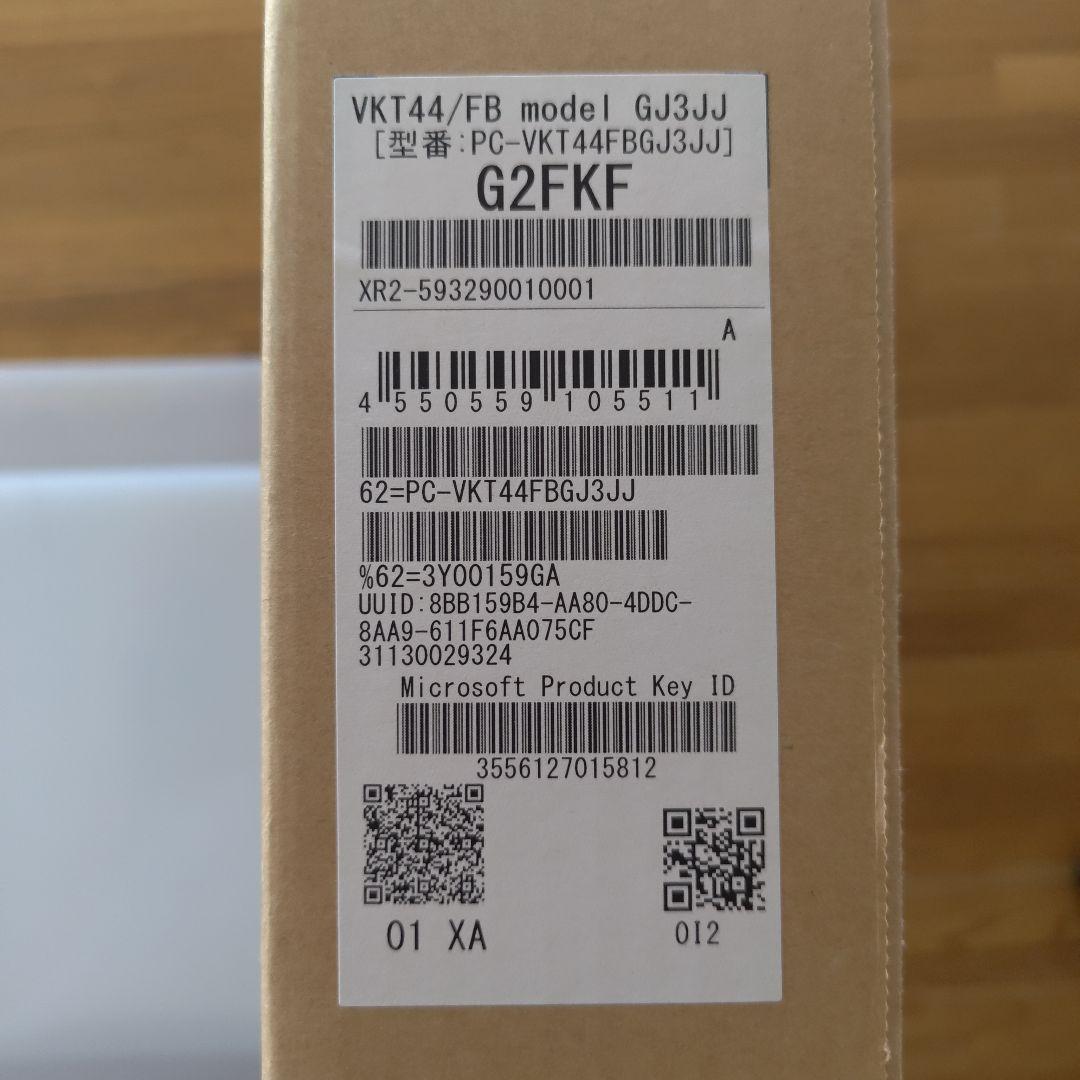 VKT44/FB model GJ3JJ
[型番:PC-VKT44FBGJ3JJ]
G2FKF
XR2-593290010001
A
4 550559 105511
62=PC-VKT44FBGJ3JJ
%62=3Y00159GA
UUID:8BB159B4-AA80-4DDC-
8AA9-611F6AA075CF
31130029324
Microsoft Product Key ID
3556127015812
01 XA
0I2